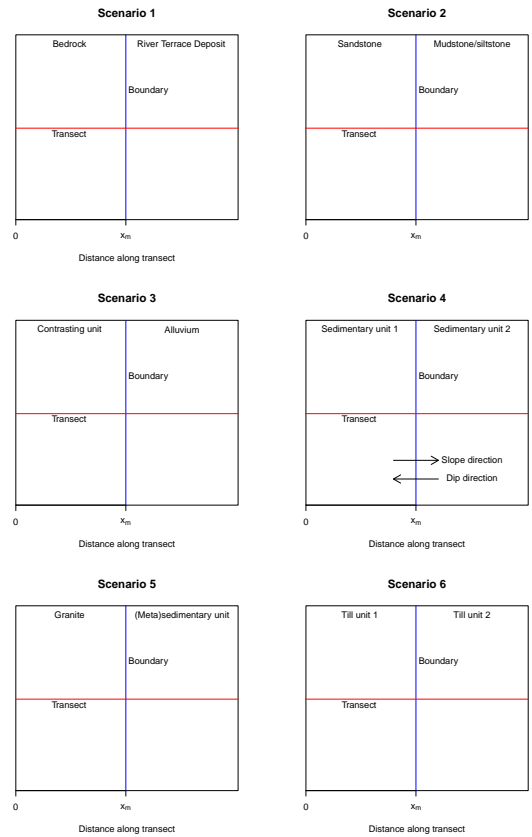 Scenario 1
Bedrock
River Terrace Deposit
Boundary
Transect
0
xm
Distance along transect
Scenario 2
Sandstone
Mudstone/siltstone
Boundary
Transect
0
xm
Distance along transect
Scenario 3
Contrasting unit
Alluvium
Boundary
Transect
0
xm
Distance along transect
Scenario 4
Sedimentary unit 1
Sedimentary unit 2
Boundary
Transect
Slope direction
Dip direction
0
xm
Distance along transect
Scenario 5
Granite
(Meta)sedimentary unit
Boundary
Transect
0
xm
Distance along transect
Scenario 6
Till unit 1
Till unit 2
Boundary
Transect
0
xm
Distance along transect